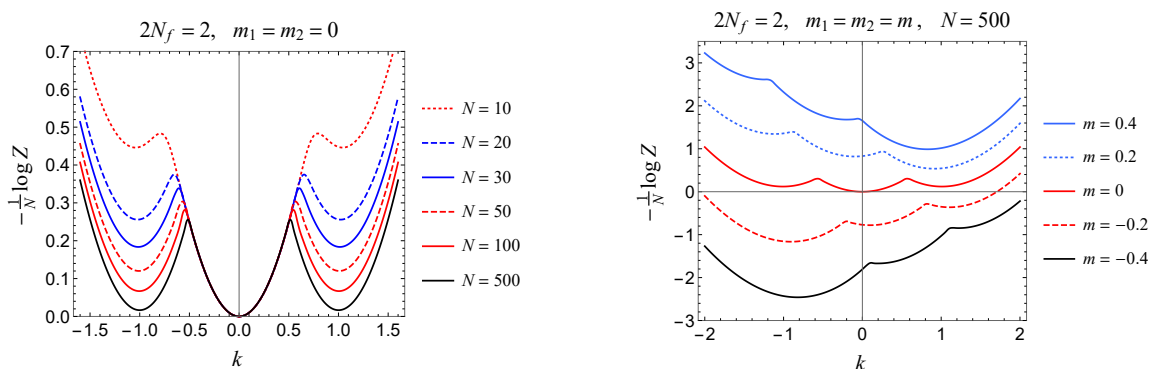 2N_f = 2, m_1 = m_2 = 0
0.7
0.6
0.5
0.4
0.3
0.2
0.1
0.0
−1/N log Z
−1.5 −1.0 −0.5 0.0 0.5 1.0 1.5
k
N = 10
N = 20
N = 30
N = 50
N = 100
N = 500
2N_f = 2, m_1 = m_2 = m, N = 500
3
2
1
0
−1
−2
−3
−1/N log Z
−2 −1 0 1 2
k
m = 0.4
m = 0.2
m = 0
m = −0.2
m = −0.4